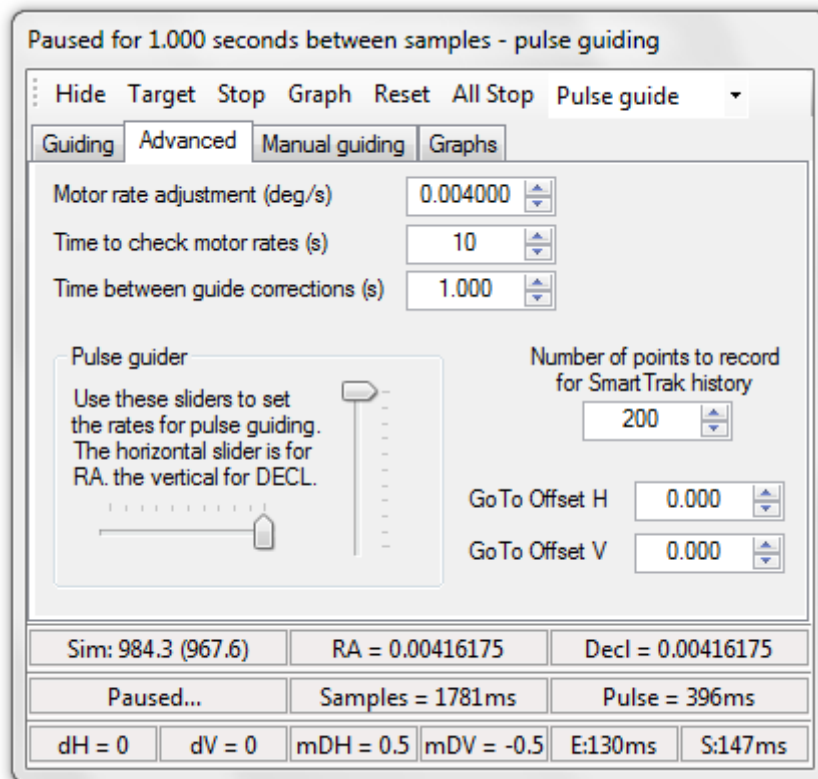 Paused for 1.000 seconds between samples - pulse guiding
Hide Target Stop Graph Reset All Stop Pulse guide
Guiding Advanced Manual guiding Graphs
Motor rate adjustment (deg/s) 0.004000
Time to check motor rates (s) 10
Time between guide corrections (s) 1.000
Pulse guider
Use these sliders to set
the rates for pulse guiding.
The horizontal slider is for
RA. the vertical for DECL.
Number of points to record
for SmartTrak history
200
GoTo Offset H 0.000
GoTo Offset V 0.000
Sim: 984.3 (967.6) RA = 0.00416175 Decl = 0.00416175
Paused... Samples = 1781ms Pulse = 396ms
dH = 0 dV = 0 mDH = 0.5 mDV = -0.5 E:130ms S:147ms